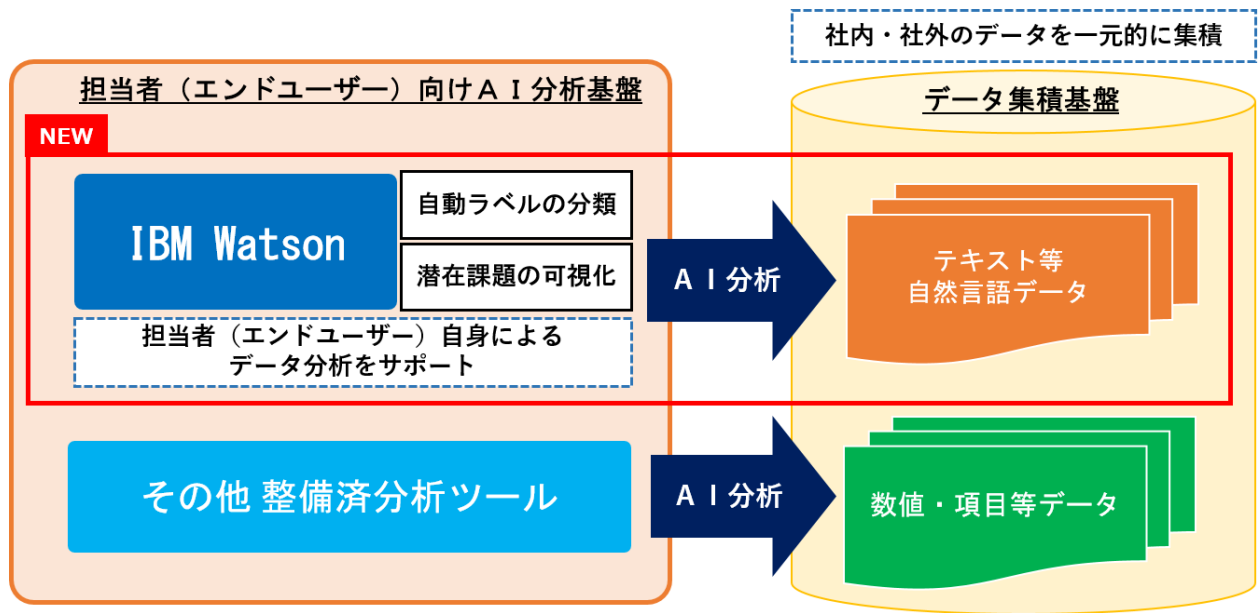 社内・社外のデータを一元的に集積
担当者（エンドユーザー）向けＡＩ分析基盤
データ集積基盤
NEW
IBM Watson
自動ラベルの分類
潜在課題の可視化
ＡＩ分析
テキスト等
自然言語データ
担当者（エンドユーザー）自身による
データ分析をサポート
その他 整備済分析ツール
ＡＩ分析
数値・項目等データ